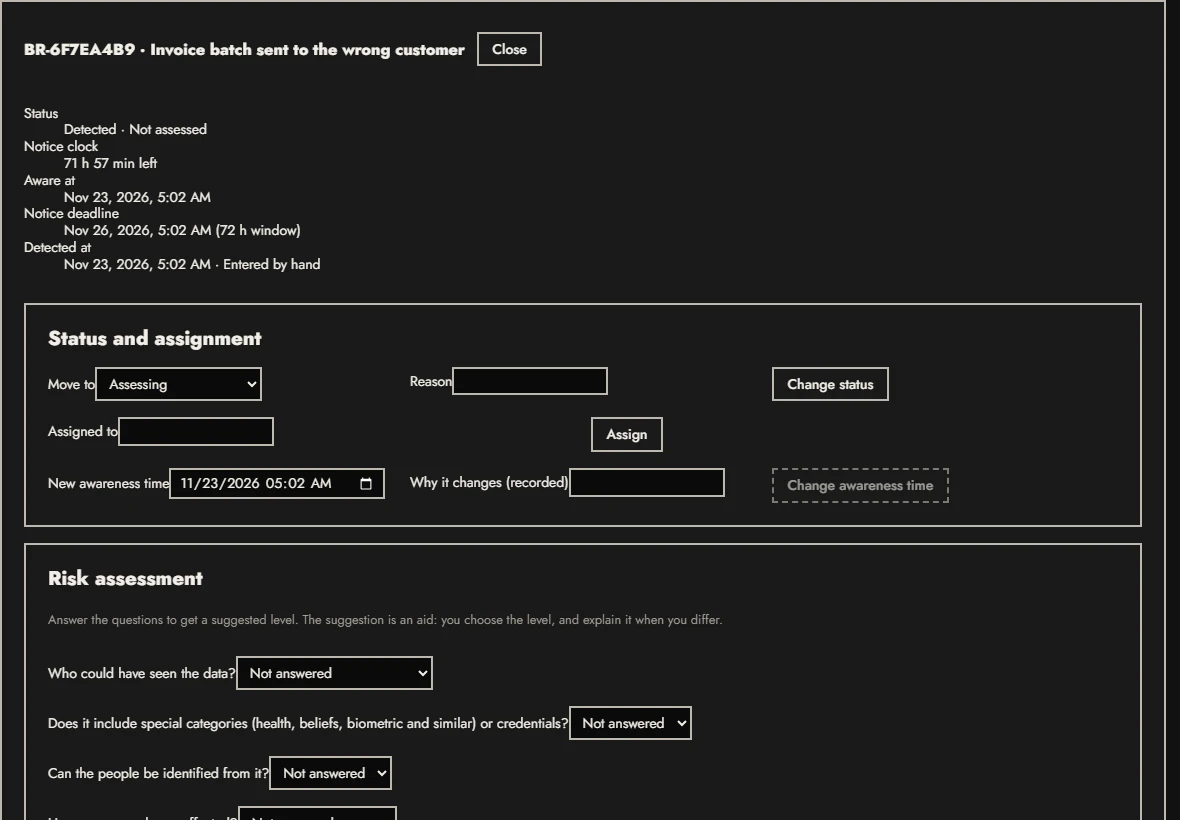 BR-6F7EA4B9 · Invoice batch sent to the wrong customer Close
Status
Detected · Not assessed
Notice clock
71 h 57 min left
Aware at
Nov 23, 2026, 5:02 AM
Notice deadline
Nov 26, 2026, 5:02 AM (72 h window)
Detected at
Nov 23, 2026, 5:02 AM · Entered by hand
Status and assignment
Move to Assessing Reason Change status
Assigned to Assign
New awareness time 11/23/2026 05:02 AM Why it changes (recorded) Change awareness time
Risk assessment
Answer the questions to get a suggested level. The suggestion is an aid: you choose the level, and explain it when you differ.
Who could have seen the data? Not answered
Does it include special categories (health, beliefs, biometric and similar) or credentials? Not answered
Can the people be identified from it? Not answered